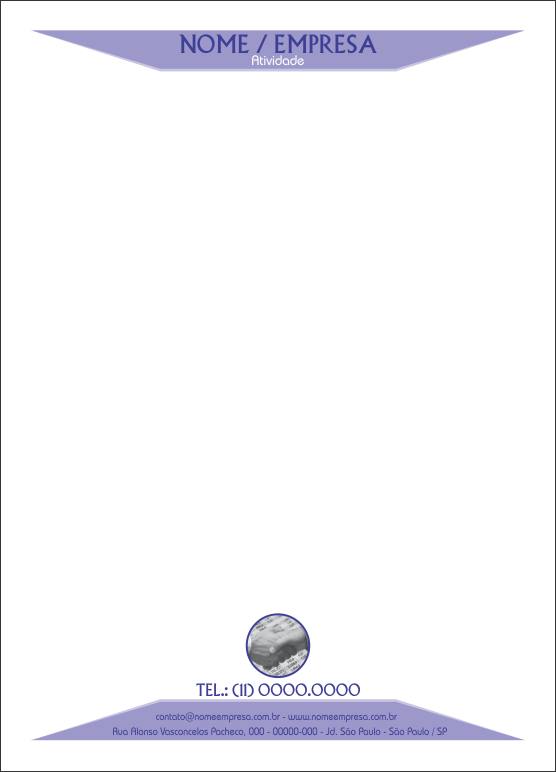 NOME / EMPRESA
Atividade
TEL.: (11) 0000.0000
contato@nomeempresa.com.br - www.nomeempresa.com.br
Rua Alonso Vasconcelos Pacheco, 000 - 00000-000 - Jd. São Paulo - São Paulo / SP